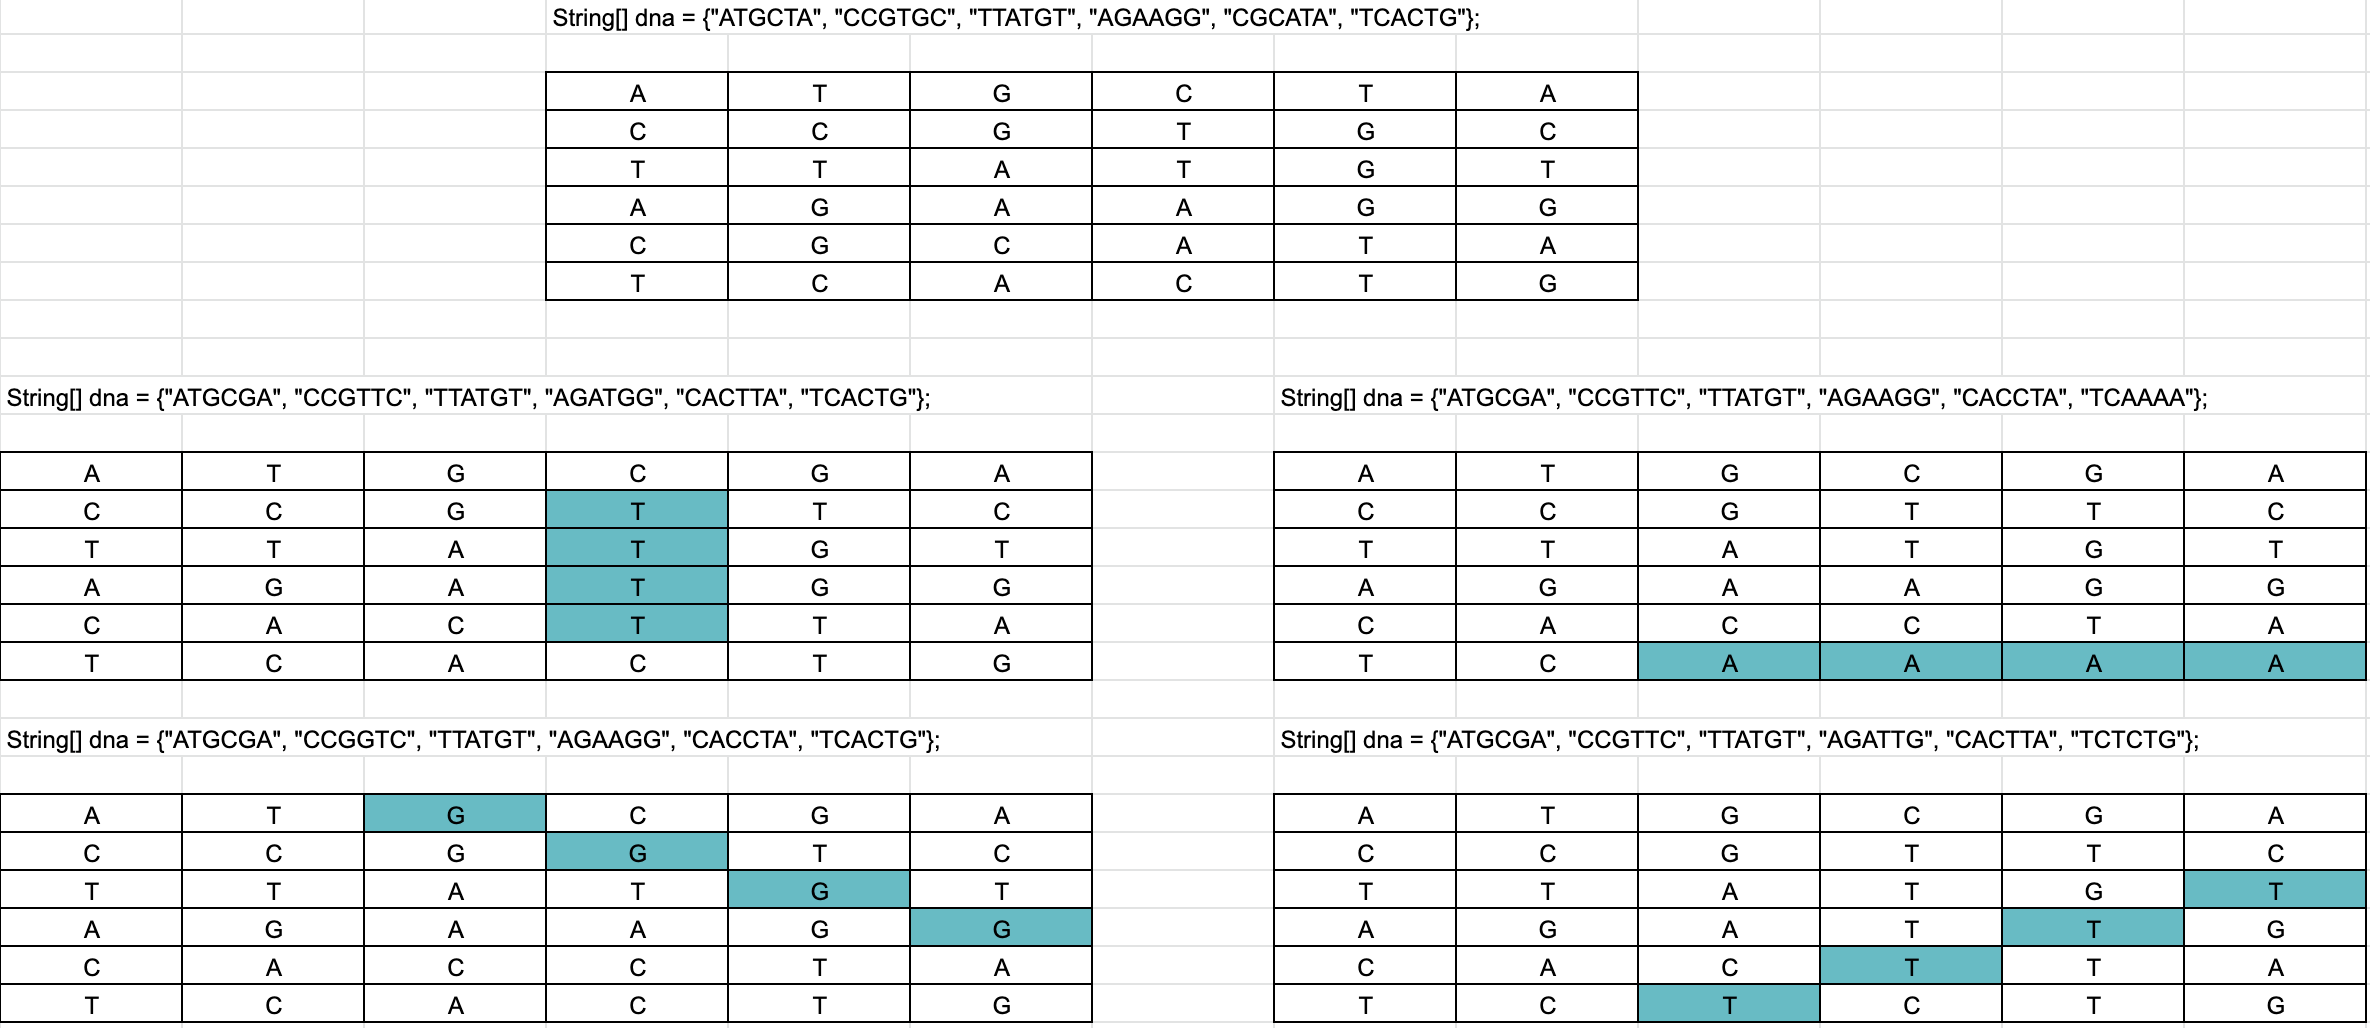 String[] dna = {"ATGCTA", "CCGTGC", "TTATGT", "AGAAGG", "CGCATA", "TCACTG"};
A T G C T A
C C G T G C
T T A T G T
A G A A G G
C G C A T A
T C A C T G
String[] dna = {"ATGCGA", "CCGTTC", "TTATGT", "AGATGG", "CACTTA", "TCACTG"};
A T G C G A
C C G T T C
T T A T G T
A G A T G G
C A C T T A
T C A C T G
String[] dna = {"ATGCGA", "CCGTTC", "TTATGT", "AGAAGG", "CACCTA", "TCAAAA"};
A T G C G A
C C G T T C
T T A T G T
A G A A G G
C A C C T A
T C A A A A
String[] dna = {"ATGCGA", "CCGGTC", "TTATGT", "AGAAGG", "CACCTA", "TCACTG"};
A T G C G A
C C G G T C
T T A T G T
A G A A G G
C A C C T A
T C A C T G
String[] dna = {"ATGCGA", "CCGTTC", "TTATGT", "AGATTG", "CACTTA", "TCTCTG"};
A T G C G A
C C G T T C
T T A T G T
A G A T T G
C A C T T A
T C T C T G